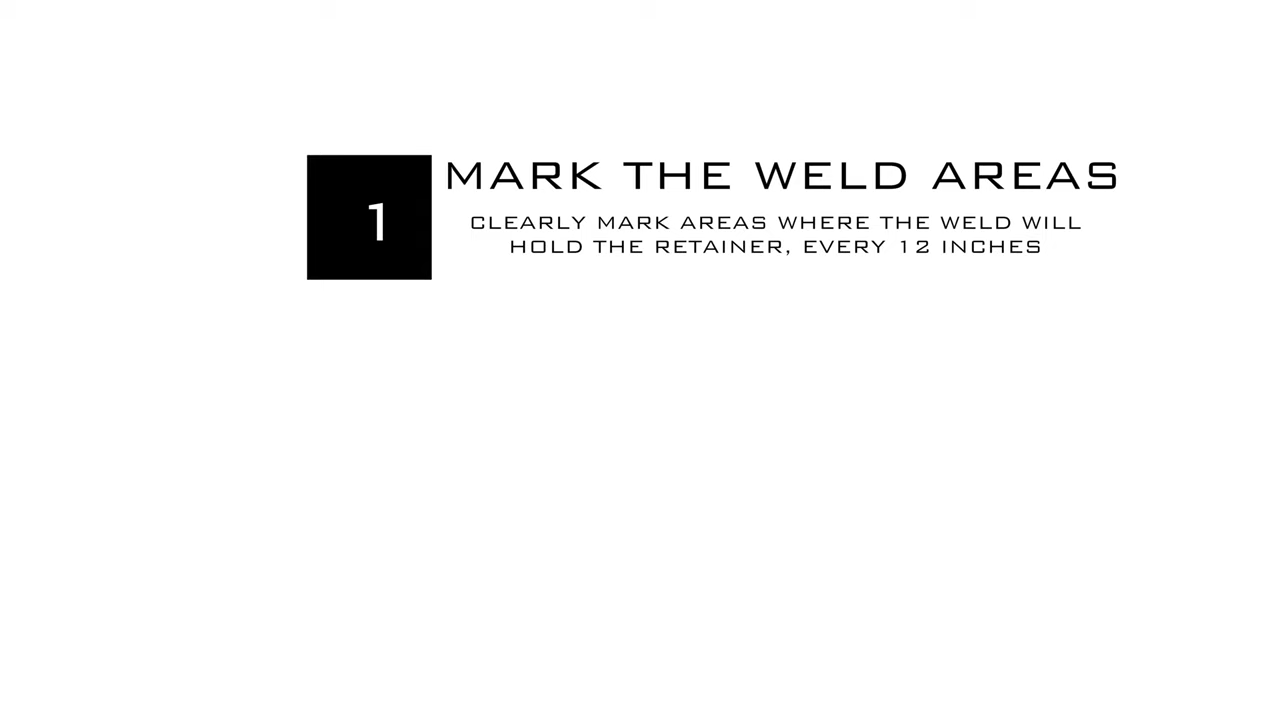 1
MARK THE WELD AREAS
CLEARLY MARK AREAS WHERE THE WELD WILL
HOLD THE RETAINER, EVERY 12 INCHES